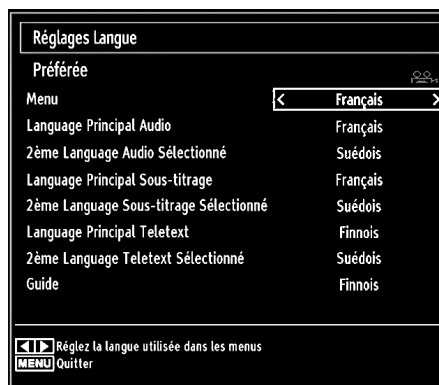 Réglages Langue
Préférée
Menu < Français >
Language Principal Audio Français
2ème Language Audio Sélectionné Suédois
Language Principal Sous-titrage Français
2ème Language Sous-titrage Sélectionné Suédois
Language Principal Teletext Finnois
2ème Language Teletext Sélectionné Suédois
Guide Finnois
◀▶ Réglez la langue utilisée dans les menus
MENU Quitter